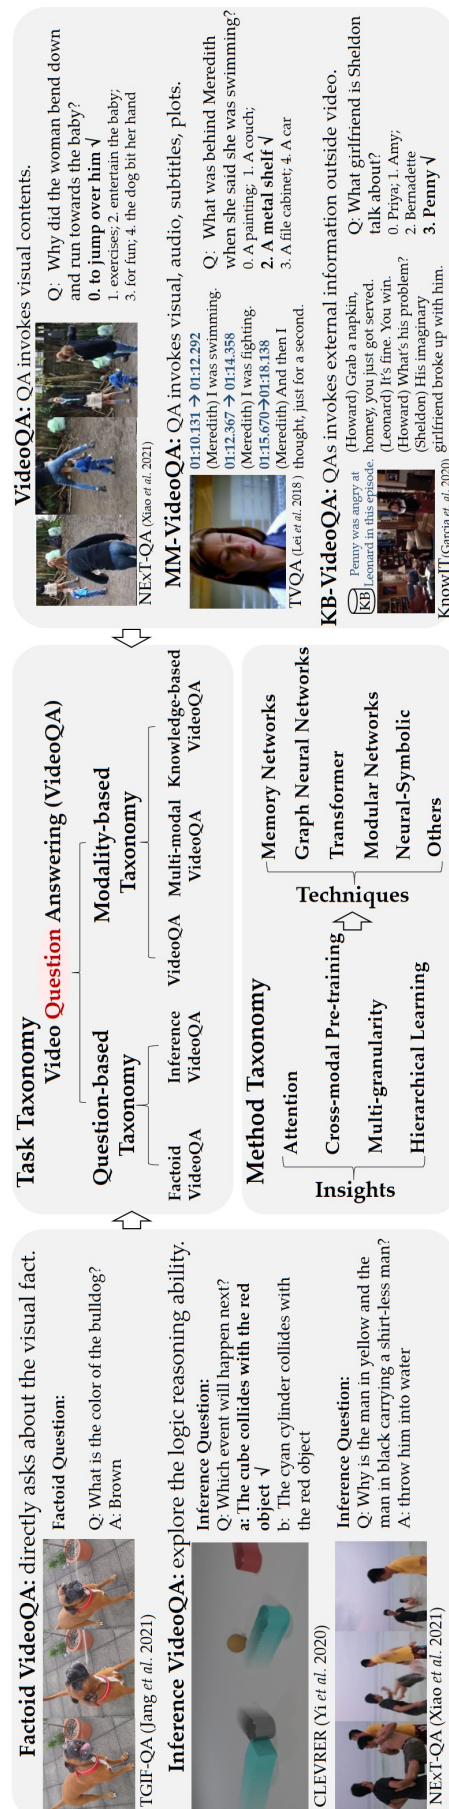 Factoid VideoQA: directly asks about the visual fact.
Factoid Question:
Q: What is the color of the bulldog?
A: Brown
TGIF-QA (Jang et al. 2021)
Inference VideoQA: explore the logic reasoning ability.
Inference Question:
Q: Which event will happen next?
a: The cube collides with the red
object √
b: The cyan cylinder collides with
the red object
CLEVRER (Yi et al. 2020)
Inference Question:
Q: Why is the man in yellow and the
man in black carrying a shirt-less man?
A: throw him into water
NExT-QA (Xiao et al. 2021)
Task Taxonomy
Video Question Answering (VideoQA)
Question-based
Taxonomy
Modality-based
Taxonomy
Factoid
VideoQA
Inference
VideoQA
VideoQA
Multi-modal
VideoQA
Knowledge-based
VideoQA
Method Taxonomy
Insights
Attention
Cross-modal Pre-training
Multi-granularity
Hierarchical Learning
Techniques
Memory Networks
Graph Neural Networks
Transformer
Modular Networks
Neural-Symbolic
Others
VideoQA: QA invokes visual contents.
Q: Why did the woman bend down
and run towards the baby?
0. to jump over him √
1. exercises; 2. entertain the baby;
3. for fun; 4. the dog bit her hand
NExT-QA (Xiao et al. 2021)
MM-VideoQA: QA invokes visual, audio, subtitles, plots.
01:10.131 → 01:12.292
(Meredith) I was swimming.
01:12.367 → 01:14.358
(Meredith) I was fighting.
01:15.670→01:18.138
(Meredith) And then I
thought, just for a second.
Q: What was behind Meredith
when she said she was swimming?
0. A painting; 1. A couch;
2. A metal shelf √
3. A file cabinet; 4. A car
TVQA (Lei et al. 2018)
KB-VideoQA: QAs invokes external information outside video.
KB
Penny was angry at
Leonard in this episode.
(Howard) Grab a napkin,
homey, you just got served.
(Leonard) It's fine. You win.
(Howard) What's his problem?
(Sheldon) His imaginary
girlfriend broke up with him.
Q: What girlfriend is Sheldon
talk about?
0. Priya; 1. Amy;
2. Bernadette
3. Penny √
KnowIT(Garcia et al. 2020)